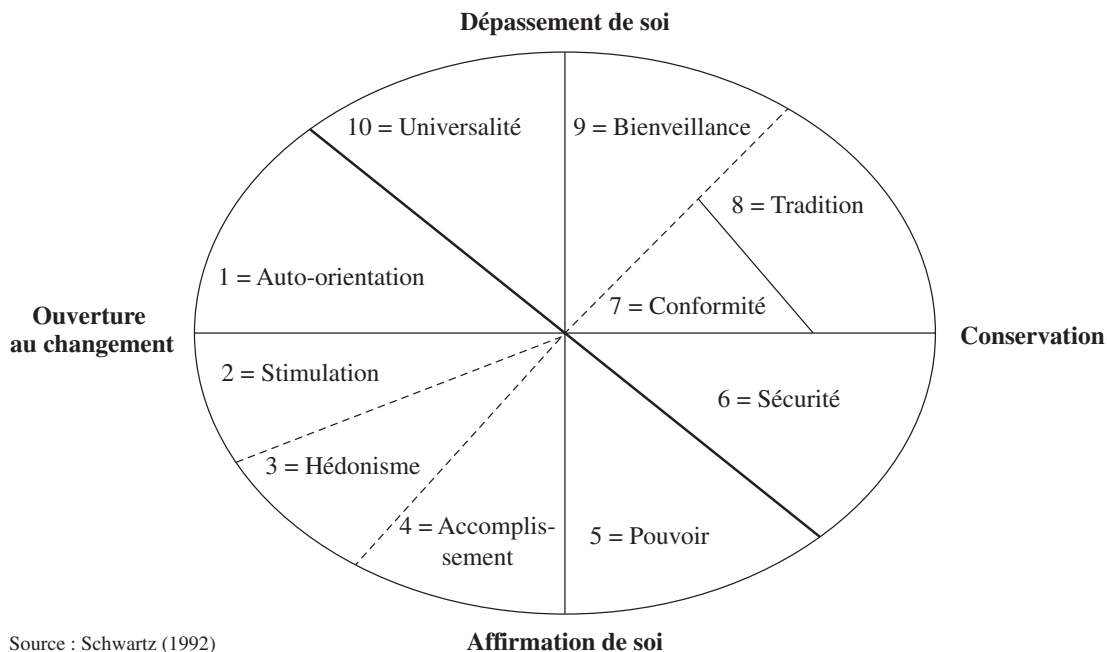 Dépassement de soi
10 = Universalité
9 = Bienveillance
8 = Tradition
1 = Auto-orientation
7 = Conformité
Ouverture
au changement
Conservation
2 = Stimulation
6 = Sécurité
3 = Hédonisme
4 = Accomplis-
sement
5 = Pouvoir
Source : Schwartz (1992)
Affirmation de soi